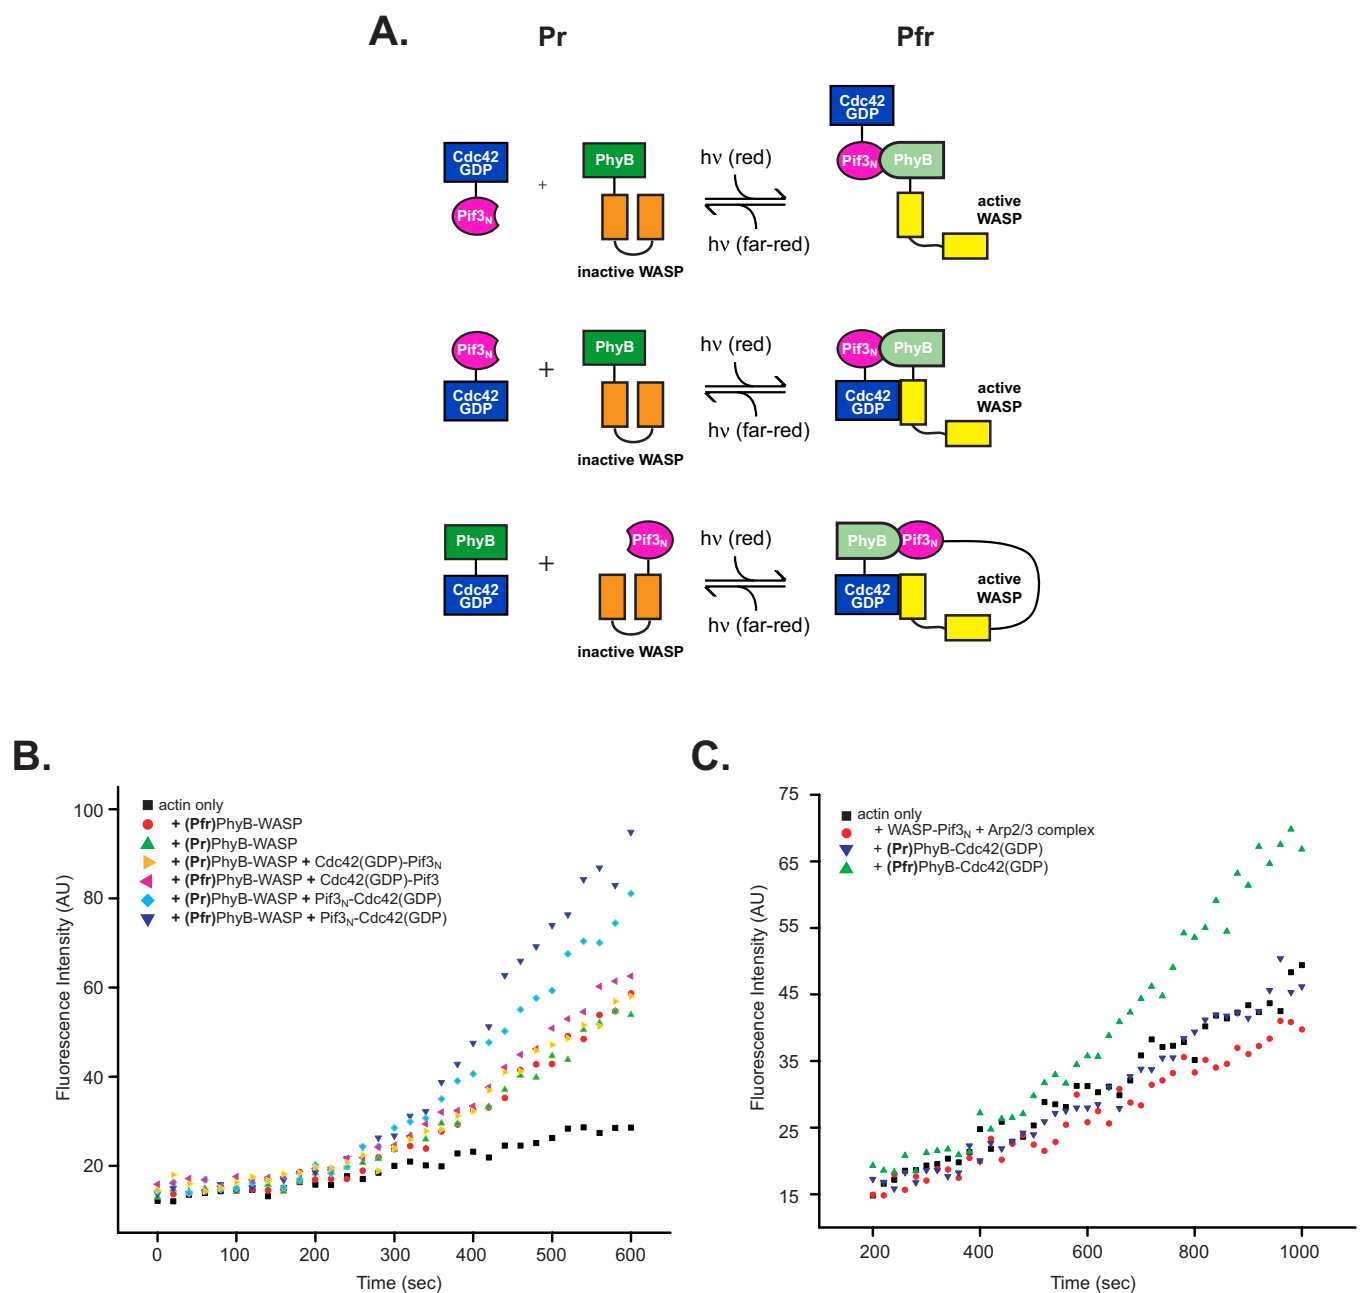 A.
Pr
Pfr
Cdc42
GDP
Pif3N
+
PhyB
inactive WASP
hν (red)
hν (far-red)
Cdc42
GDP
Pif3N
PhyB
active
WASP
Pif3N
Cdc42
GDP
+
PhyB
inactive WASP
hν (red)
hν (far-red)
Pif3N
PhyB
Cdc42
GDP
active
WASP
PhyB
Cdc42
GDP
+
Pif3N
inactive WASP
hν (red)
hν (far-red)
PhyB
Pif3N
Cdc42
GDP
active
WASP
B.
actin only
+ (Pfr)PhyB-WASP
+ (Pr)PhyB-WASP
+ (Pr)PhyB-WASP + Cdc42(GDP)-Pif3N
+ (Pfr)PhyB-WASP + Cdc42(GDP)-Pif3
+ (Pr)PhyB-WASP + Pif3N-Cdc42(GDP)
+ (Pfr)PhyB-WASP + Pif3N-Cdc42(GDP)
Fluorescence Intensity (AU)
100
80
60
40
20
0 100 200 300 400 500 600
Time (sec)
C.
actin only
+ WASP-Pif3N + Arp2/3 complex
+ (Pr)PhyB-Cdc42(GDP)
+ (Pfr)PhyB-Cdc42(GDP)
Fluorescence Intensity (AU)
75
65
55
45
35
25
15
200 400 600 800 1000
Time (sec)